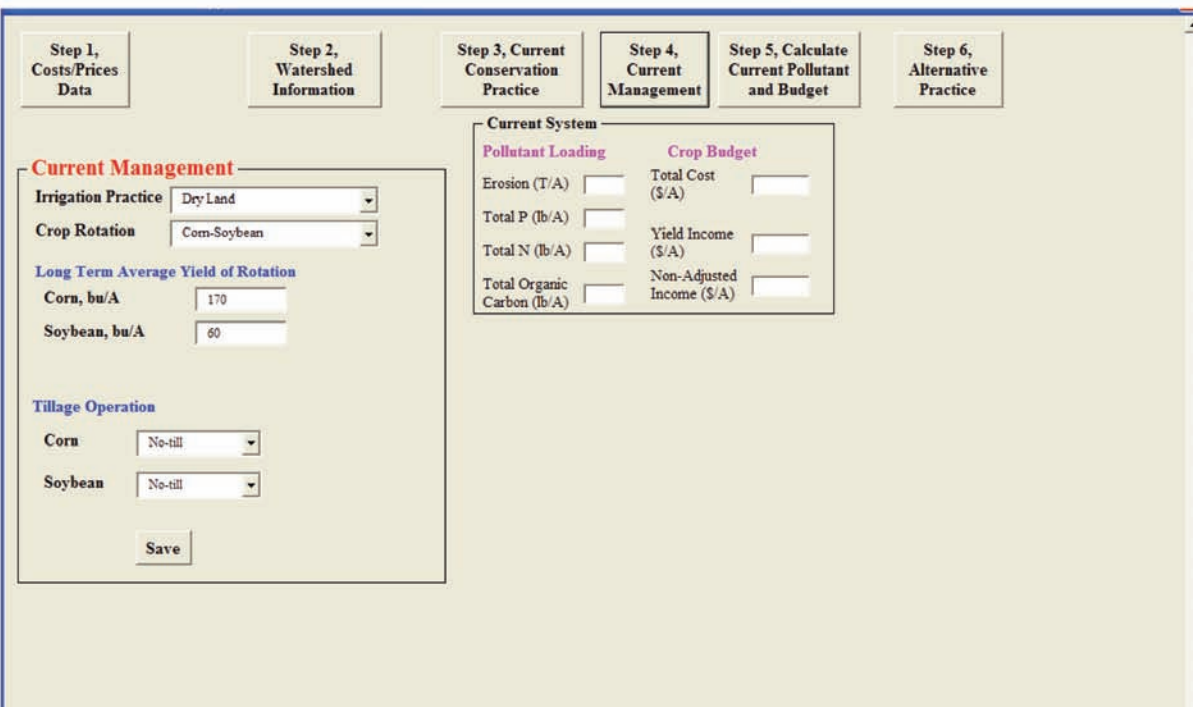 Step 1,
Costs/Prices
Data
Step 2,
Watershed
Information
Step 3, Current
Conservation
Practice
Step 4,
Current
Management
Step 5, Calculate
Current Pollutant
and Budget
Step 6,
Alternative
Practice
Current Management
Irrigation Practice Dry Land
Crop Rotation Corn-Soybean
Long Term Average Yield of Rotation
Corn, bu/A 170
Soybean, bu/A 60
Tillage Operation
Corn No-till
Soybean No-till
Save
Current System
Pollutant Loading
Erosion (T/A)
Total P (lb/A)
Total N (lb/A)
Total Organic
Carbon (lb/A)
Crop Budget
Total Cost
($/A)
Yield Income
($/A)
Non-Adjusted
Income ($/A)